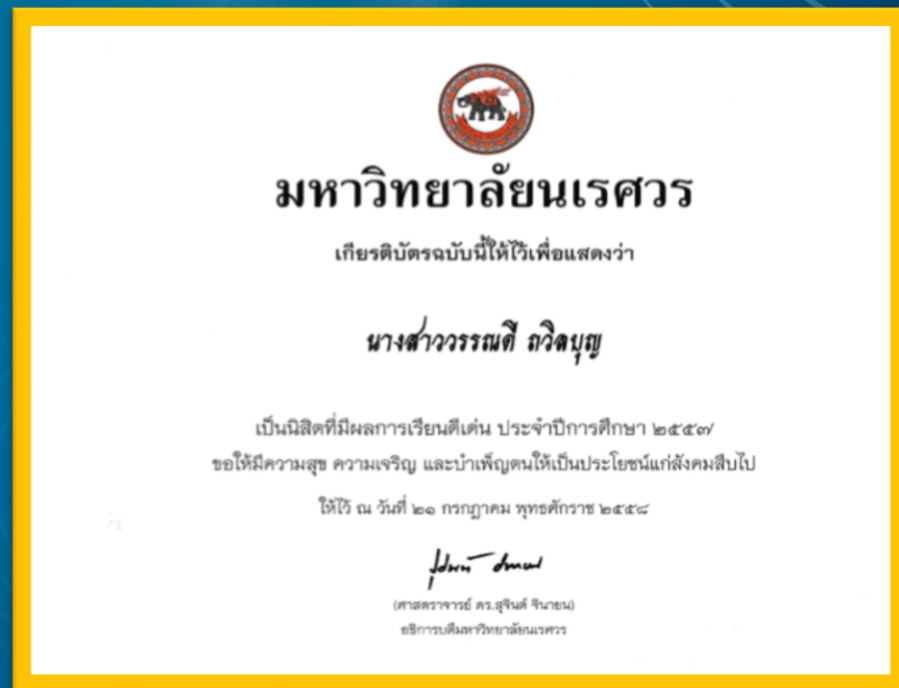 มหาวิทยาลัยนเรศวร
เกียรติบัตรฉบับนี้ให้ไว้เพื่อแสดงว่า
นางสาววรรณดี ถวิลบุญ
เป็นนิสิตที่มีผลการเรียนดีเด่น ประจำปีการศึกษา ๒๕๕๗
ขอให้มีความสุข ความเจริญ และบำเพ็ญตนให้เป็นประโยชน์แก่สังคมสืบไป
ให้ไว้ ณ วันที่ ๒๑ กรกฎาคม พุทธศักราช ๒๕๕๘
(ศาสตราจารย์ ดร.สุจินต์ จินายน)
อธิการบดีมหาวิทยาลัยนเรศวร